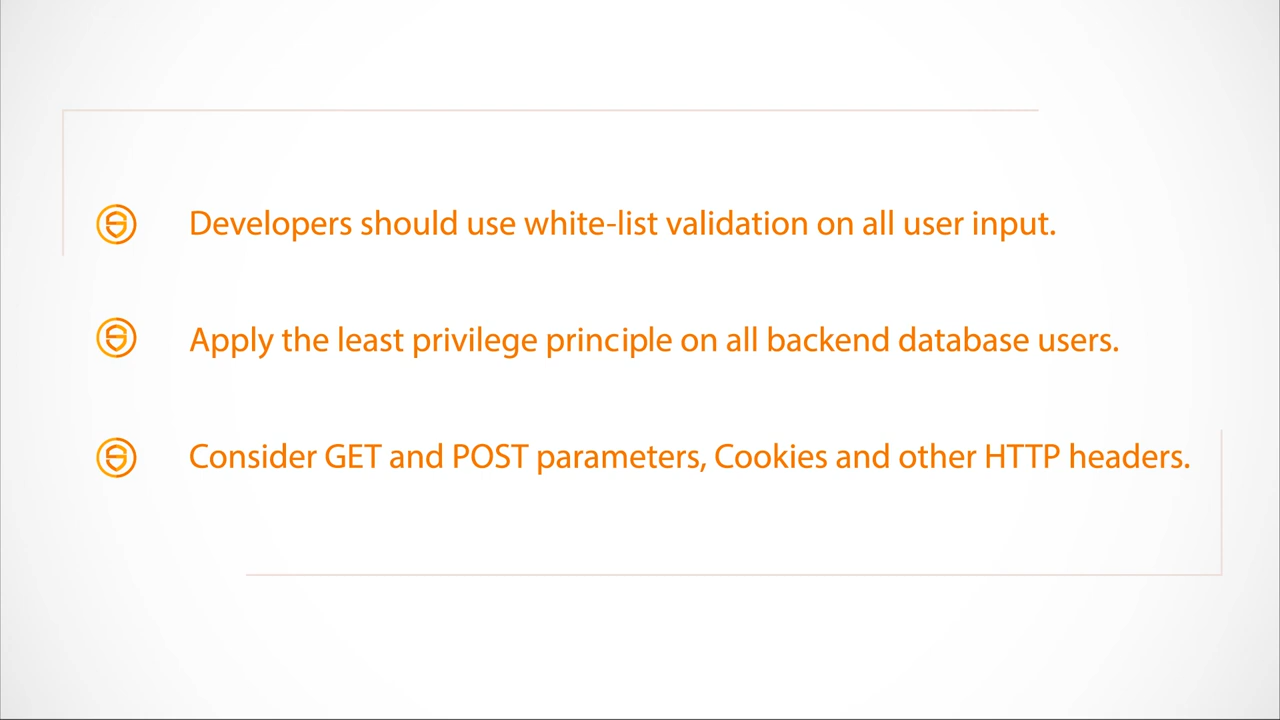 Developers should use white-list validation on all user input.
Apply the least privilege principle on all backend database users.
Consider GET and POST parameters, Cookies and other HTTP headers.